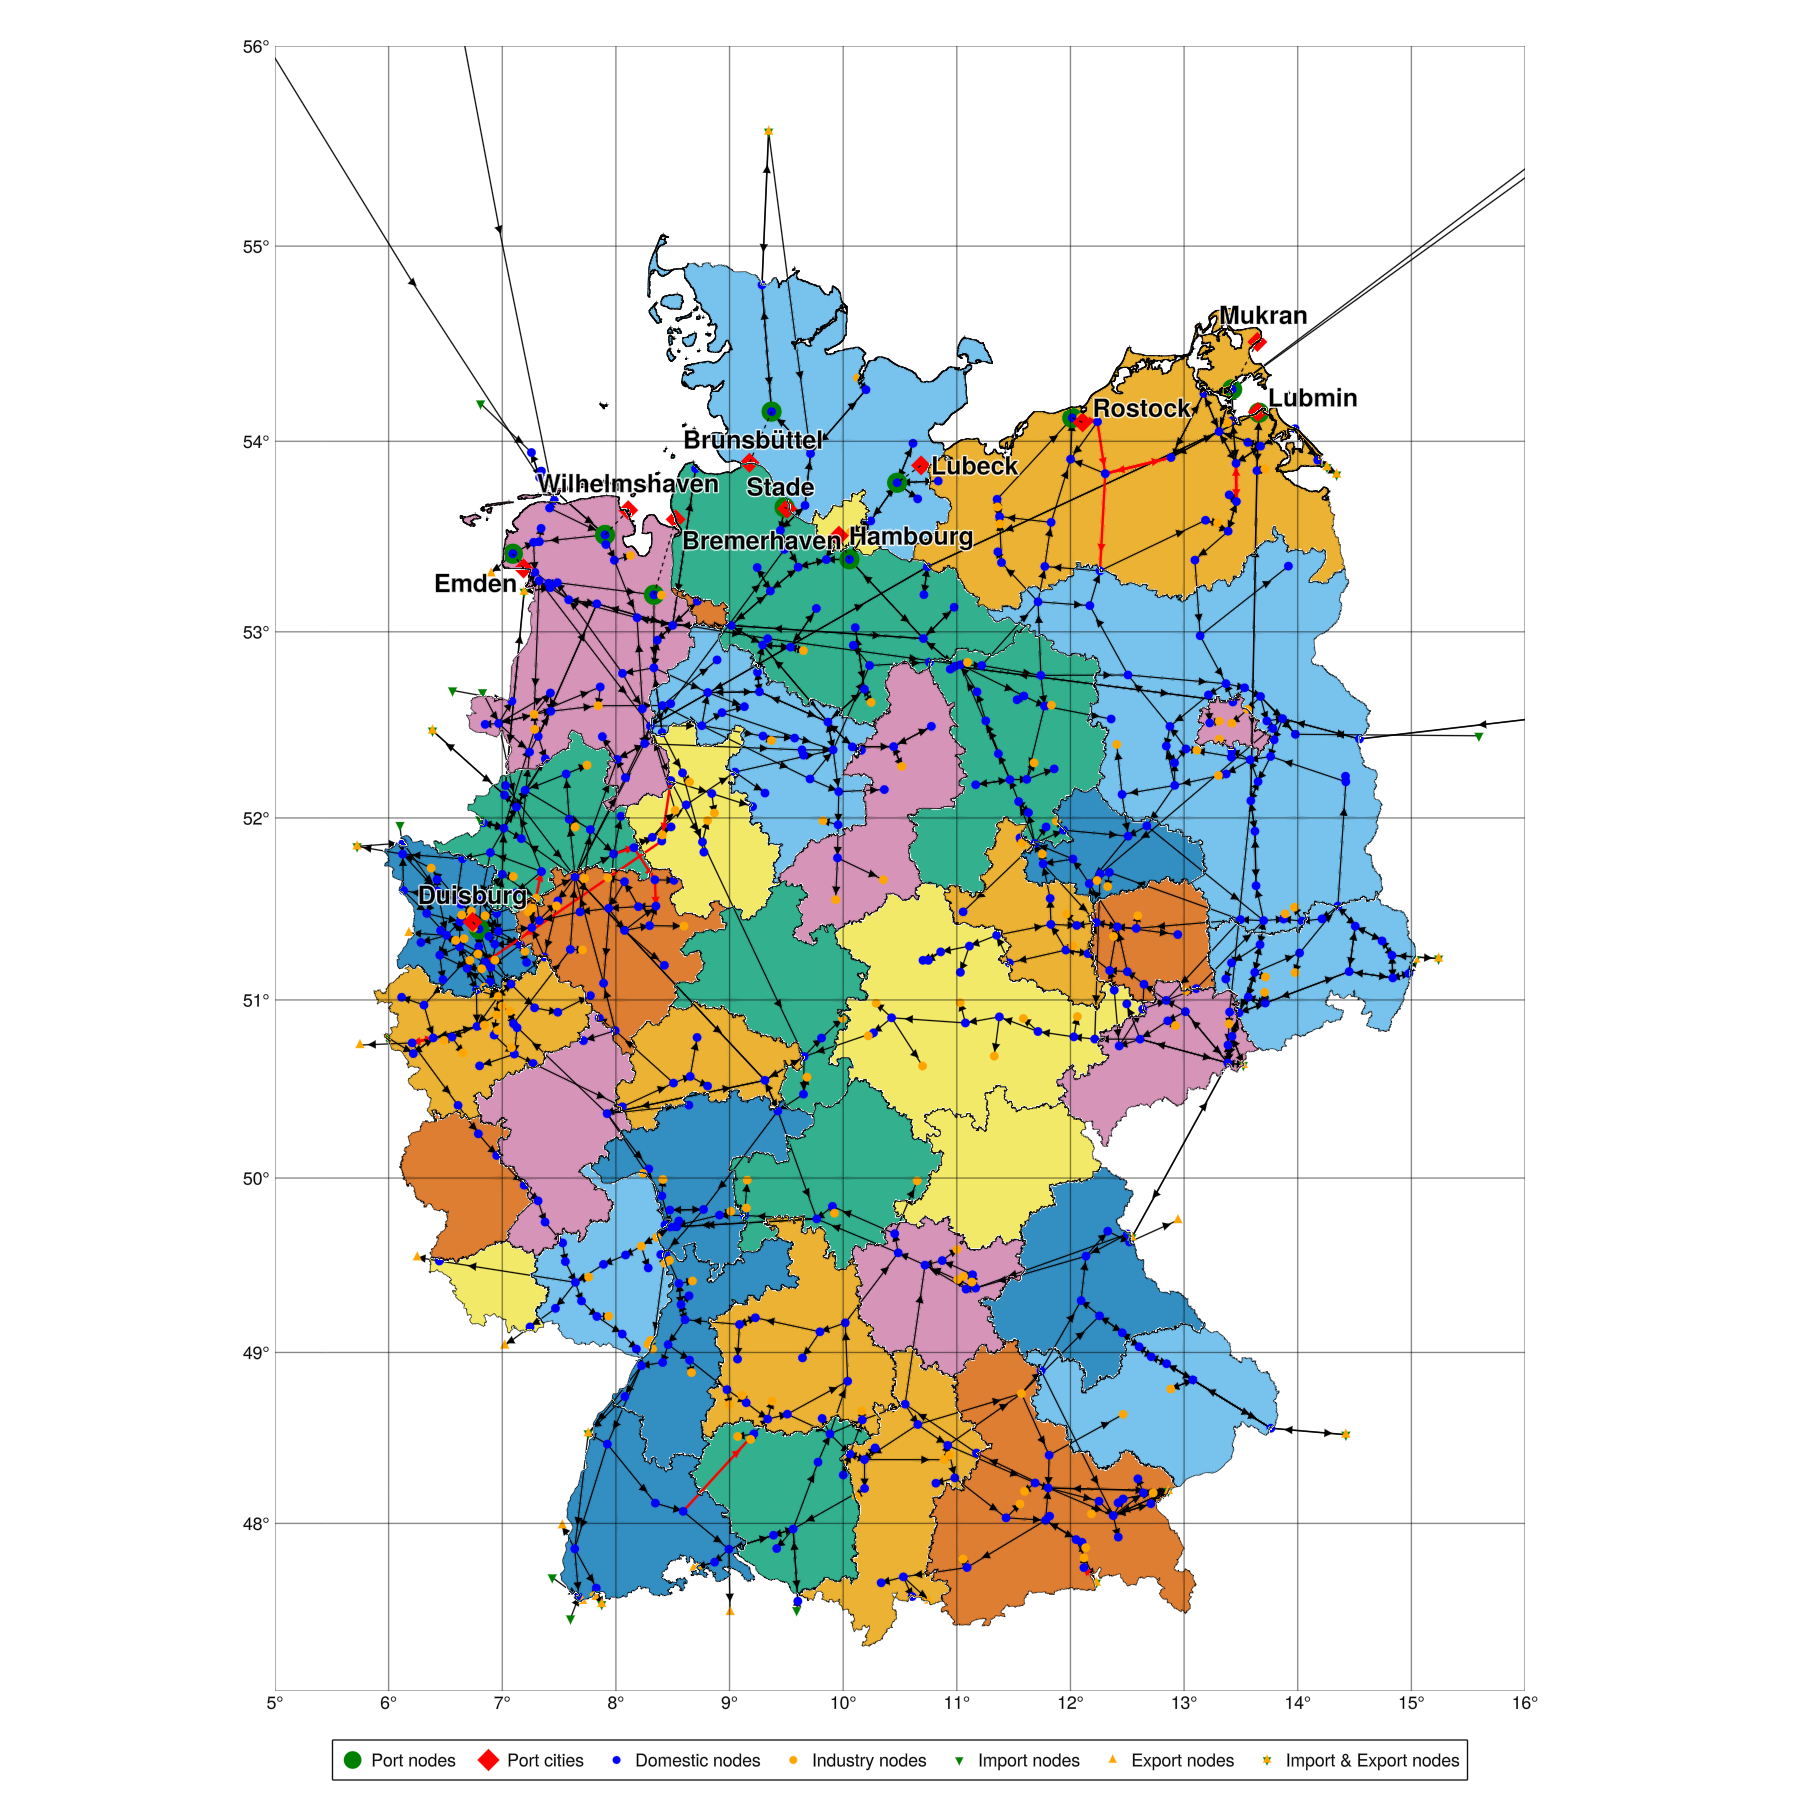 56°
55°
Mukran
Lubmin
Rostock
54°
Brunsbüttel
Lubeck
Wilhelmshaven
Stade
Bremerhaven
Hambourg
Emden
53°
52°
Duisburg
51°
50°
49°
48°
5° 6° 7° 8° 9° 10° 11° 12° 13° 14° 15° 16°
Port nodes Port cities Domestic nodes Industry nodes Import nodes Export nodes Import & Export nodes